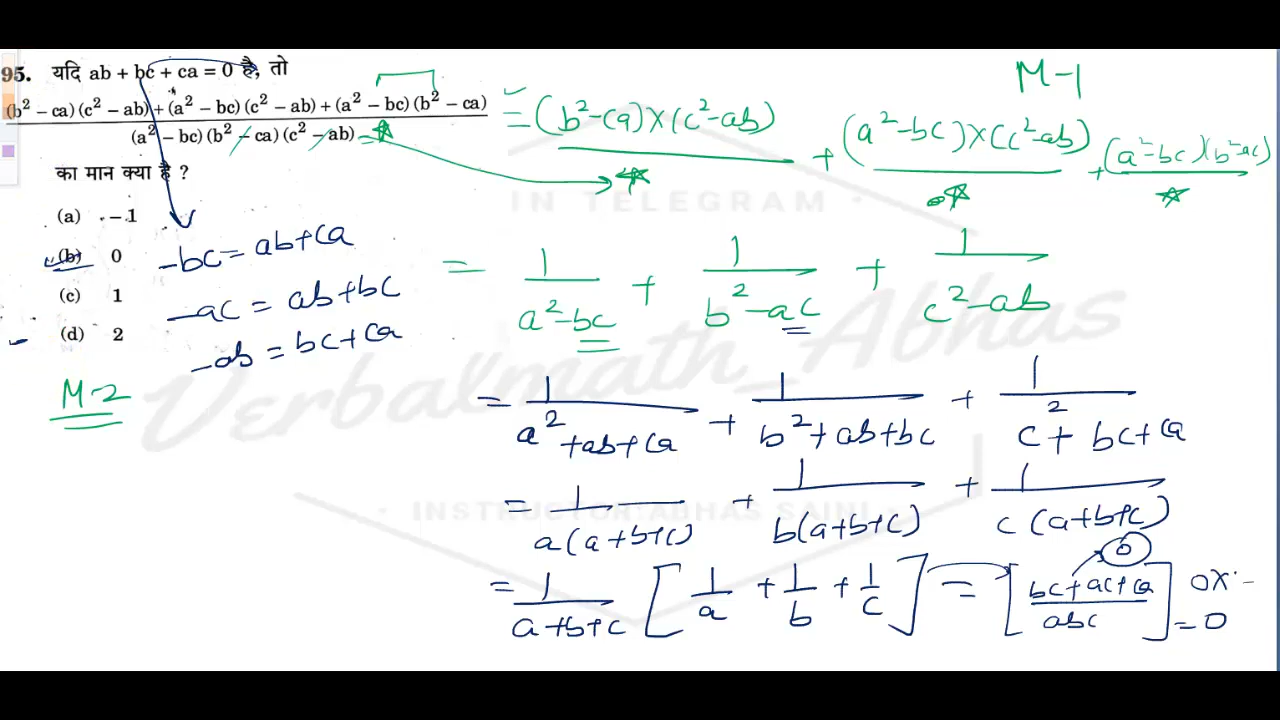 95. यदि ab + bc + ca = 0 है, तो
(b² – ca) (c² – ab) + (a² – bc) (c² – ab) + (a² – bc) (b² – ca)
(a² – bc) (b² – ca) (c² – ab)
का मान क्या है ?
(a) –1
(b) 0
(c) 1
(d) 2
M-1
= (b²-ca)×(c²-ab) + (a²-bc)×(c²-ab) + (a²-bc)(b²-ac)
IN TELEGRAM
-bc = ab+ca
-ac = ab+bc
-ab = bc+ca
M-2
= 1/(a²-bc) + 1/(b²-ac) + 1/(c²-ab)
Verbalmath_Abhas
= 1/(a²+ab+ca) + 1/(b²+ab+bc) + 1/(c²+bc+ca)
= 1/(a(a+b+c)) + 1/(b(a+b+c)) + 1/(c(a+b+c))
INSTRUCTOR: ABHAS SAINI
= 1/(a+b+c) [1/a + 1/b + 1/c] = [(bc+ac+ca)/abc]
0
= 0